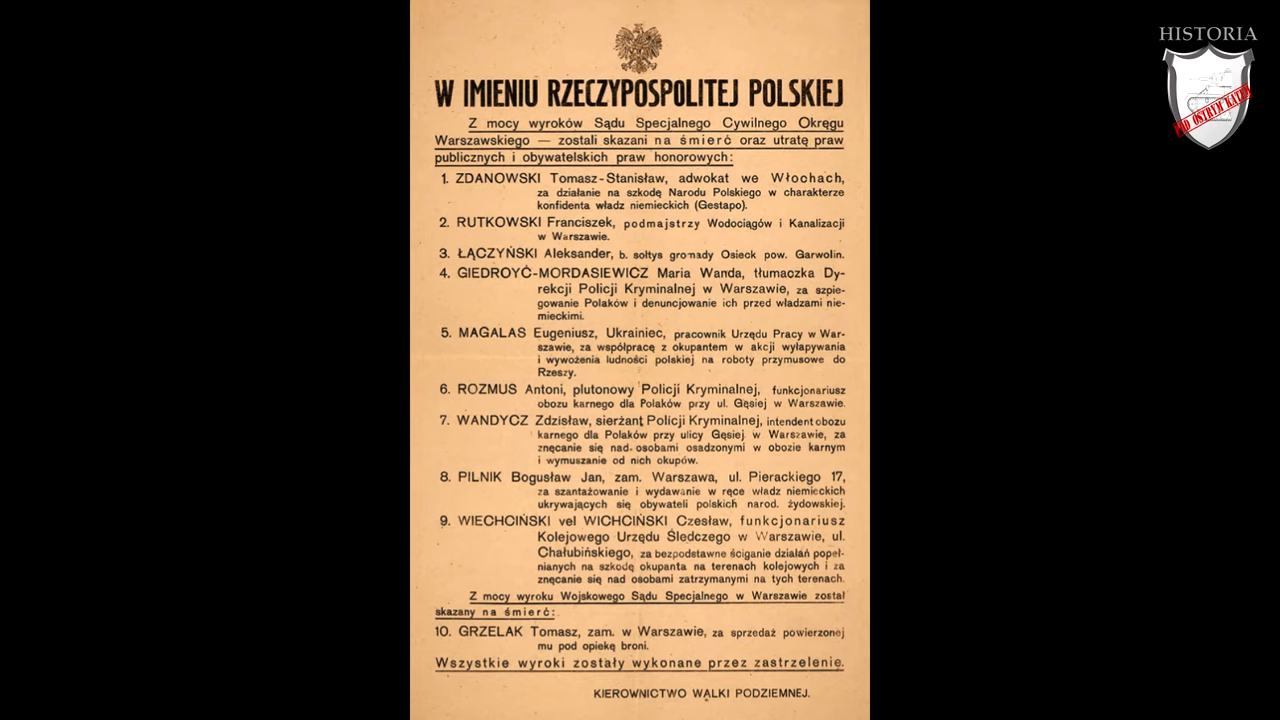 W IMIENIU RZECZYPOSPOLITEJ POLSKIEJ
Z mocy wyroków Sądu Specjalnego Cywilnego Okręgu
Warszawskiego — zostali skazani na śmierć oraz utratę praw
publicznych i obywatelskich praw honorowych:
1. ZDANOWSKI Tomasz-Stanisław, adwokat we Włochach,
za działanie na szkodę Narodu Polskiego w charakterze
konfidenta władz niemieckich (Gestapo).
2. RUTKOWSKI Franciszek, podmajstrzy Wodociągów i Kanalizacji
w Warszawie.
3. ŁĄCZYŃSKI Aleksander, b. sołtys gromady Osieck pow. Garwolin.
4. GIEDROYĆ-MORDASIEWICZ Maria Wanda, tłumaczka Dy-
rekcji Policji Kryminalnej w Warszawie, za szpie-
gowanie Polaków i denuncjowanie ich przed władzami nie-
mieckimi.
5. MAGALAS Eugeniusz, Ukrainiec, pracownik Urzędu Pracy w War-
szawie, za współpracę z okupantem w akcji wyłapywania
i wywożenia ludności polskiej na roboty przymusowe do
Rzeszy.
6. ROZMUS Antoni, plutonowy Policji Kryminalnej, funkcjonariusz
obozu karnego dla Polaków przy ul. Gęsiej w Warszawie.
7. WANDYCZ Zdzisław, sierżant Policji Kryminalnej, intendent obozu
karnego dla Polaków przy ulicy Gęsiej w Warszawie, za
znęcanie się nad osobami osadzonymi w obozie karnym
i wymuszanie od nich okupów.
8. PILNIK Bogusław Jan, zam. Warszawa, ul. Pierackiego 17,
za szantażowanie i wydawanie w ręce władz niemieckich
ukrywających się obywateli polskich narod. żydowskiej.
9. WIECHCIŃSKI vel WICHCIŃSKI Czesław, funkcjonariusz
Kolejowego Urzędu Śledczego w Warszawie, ul.
Chałubińskiego, za bezpodstawne ściganie działań popeł-
nianych na szkodę okupanta na terenach kolejowych i za
znęcanie się nad osobami zatrzymanymi na tych terenach.
Z mocy wyroku Wojskowego Sądu Specjalnego w Warszawie został
skazany na śmierć:
10. GRZELAK Tomasz, zam. w Warszawie, za sprzedaż powierzonej
mu pod opiekę broni.
Wszystkie wyroki zostały wykonane przez zastrzelenie.
KIEROWNICTWO WALKI PODZIEMNEJ.
HISTORIA
POD OSTRYM KĄTEM